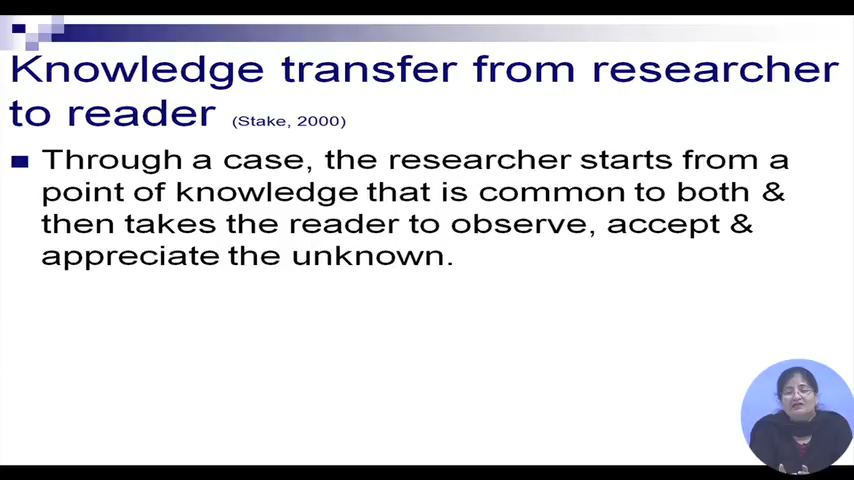 Knowledge transfer from researcher
to reader (Stake, 2000)
Through a case, the researcher starts from a
point of knowledge that is common to both &
then takes the reader to observe, accept &
appreciate the unknown.